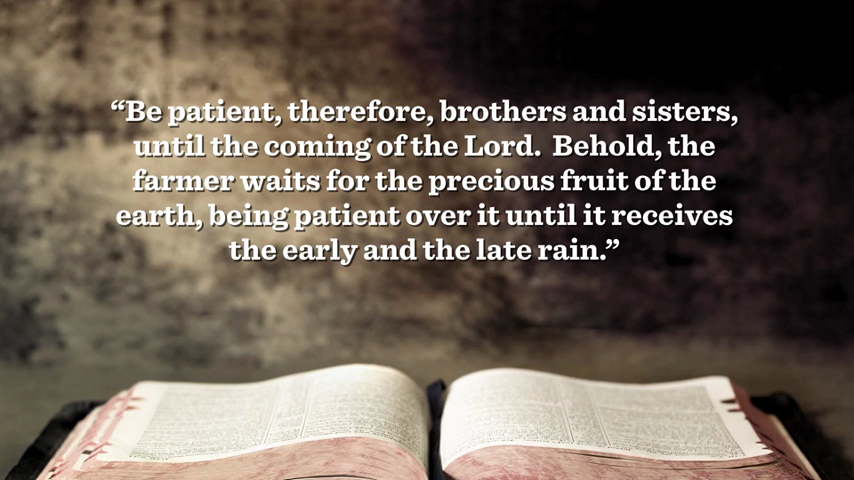 “Be patient, therefore, brothers and sisters,
until the coming of the Lord.  Behold, the
farmer waits for the precious fruit of the
earth, being patient over it until it receives
the early and the late rain.”